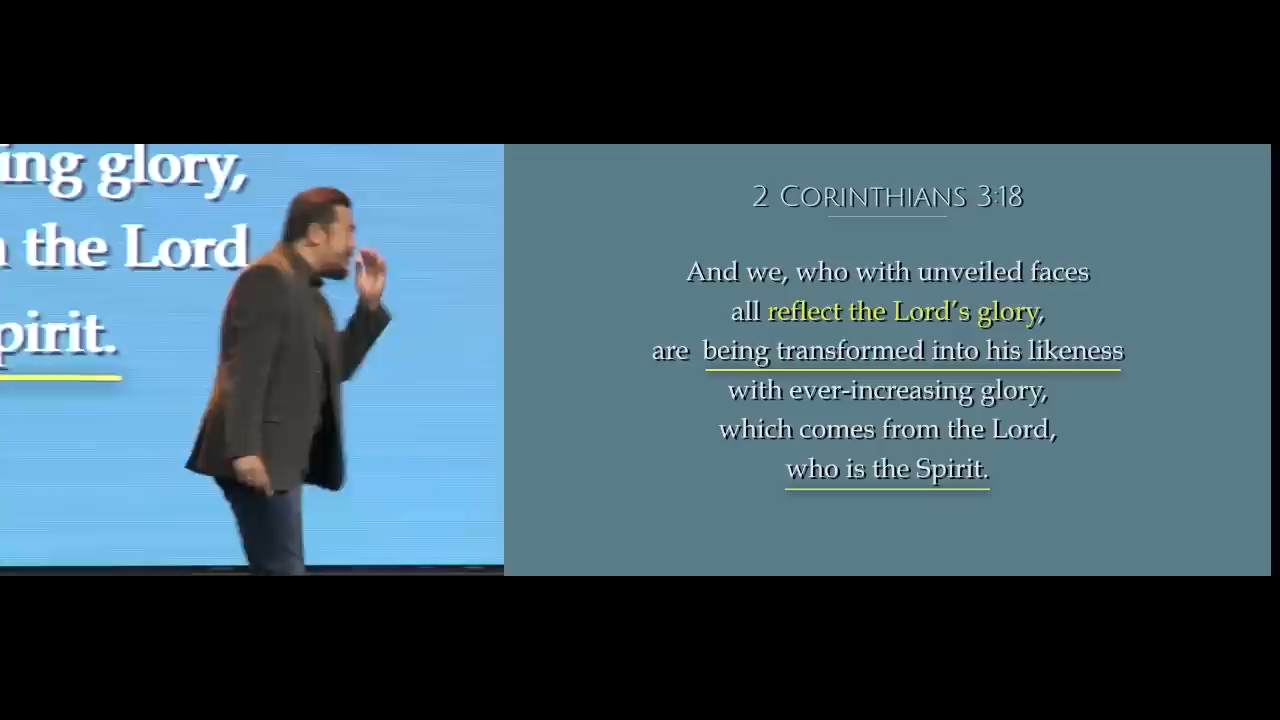 ing glory,
the Lord
pirit.
2 CORINTHIANS 3:18
And we, who with unveiled faces
all reflect the Lord's glory,
are being transformed into his likeness
with ever-increasing glory,
which comes from the Lord,
who is the Spirit.